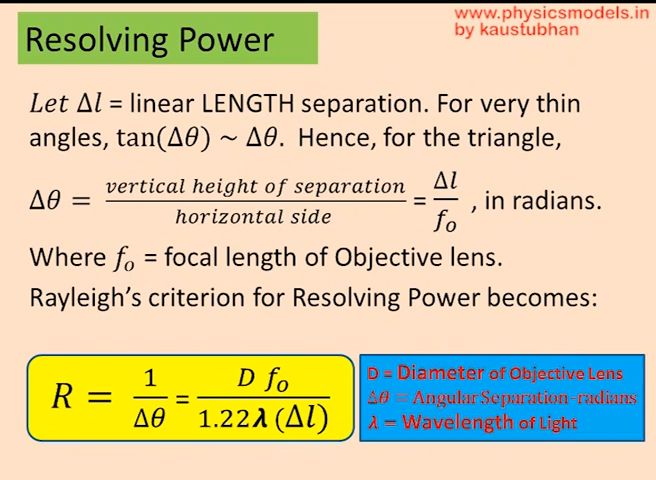 www.physicsmodels.in
by kaustubhan
Resolving Power
Let Δl = linear LENGTH separation. For very thin
angles, tan(Δθ) ~ Δθ. Hence, for the triangle,
Δθ = vertical height of separation / horizontal side = Δl / fₒ , in radians.
Where fₒ = focal length of Objective lens.
Rayleigh's criterion for Resolving Power becomes:
R = 1 / Δθ = D fₒ / 1.22λ (Δl)
D = Diameter of Objective Lens
Δθ = Angular Separation-radians
λ = Wavelength of Light